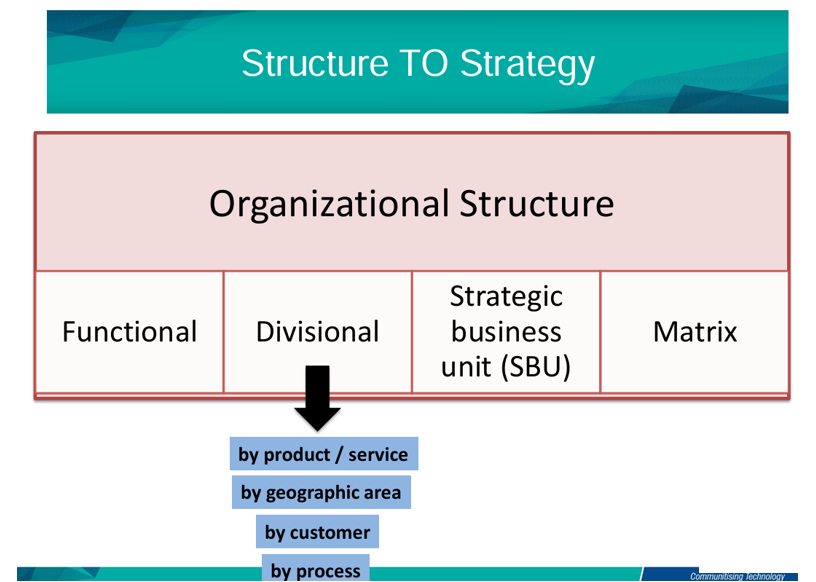 Structure TO Strategy
Organizational Structure
Functional
Divisional
Strategic
business
unit (SBU)
Matrix
by product / service
by geographic area
by customer
by process
Communitising Technology